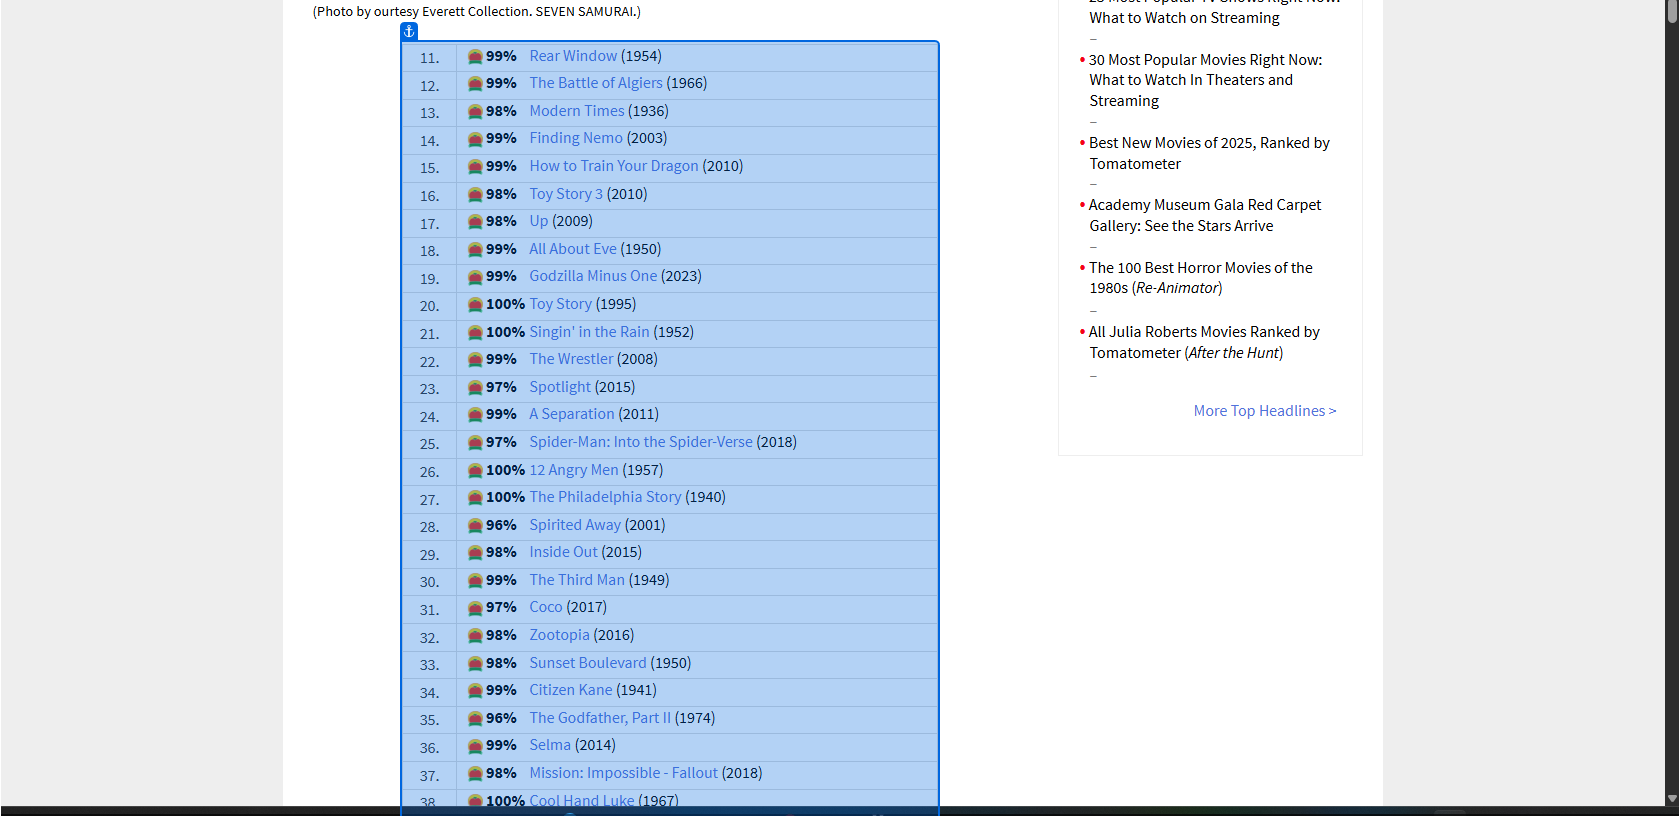 (Photo by ourtesy Everett Collection. SEVEN SAMURAI.)
11. 99% Rear Window (1954)
12. 99% The Battle of Algiers (1966)
13. 98% Modern Times (1936)
14. 99% Finding Nemo (2003)
15. 99% How to Train Your Dragon (2010)
16. 98% Toy Story 3 (2010)
17. 98% Up (2009)
18. 99% All About Eve (1950)
19. 99% Godzilla Minus One (2023)
20. 100% Toy Story (1995)
21. 100% Singin' in the Rain (1952)
22. 99% The Wrestler (2008)
23. 97% Spotlight (2015)
24. 99% A Separation (2011)
25. 97% Spider-Man: Into the Spider-Verse (2018)
26. 100% 12 Angry Men (1957)
27. 100% The Philadelphia Story (1940)
28. 96% Spirited Away (2001)
29. 98% Inside Out (2015)
30. 99% The Third Man (1949)
31. 97% Coco (2017)
32. 98% Zootopia (2016)
33. 98% Sunset Boulevard (1950)
34. 99% Citizen Kane (1941)
35. 96% The Godfather, Part II (1974)
36. 99% Selma (2014)
37. 98% Mission: Impossible - Fallout (2018)
38. 100% Cool Hand Luke (1967)
25 Most Popular TV Shows Right Now:
What to Watch on Streaming
–
• 30 Most Popular Movies Right Now:
What to Watch In Theaters and
Streaming
–
• Best New Movies of 2025, Ranked by
Tomatometer
–
• Academy Museum Gala Red Carpet
Gallery: See the Stars Arrive
–
• The 100 Best Horror Movies of the
1980s (Re-Animator)
–
• All Julia Roberts Movies Ranked by
Tomatometer (After the Hunt)
–
More Top Headlines >